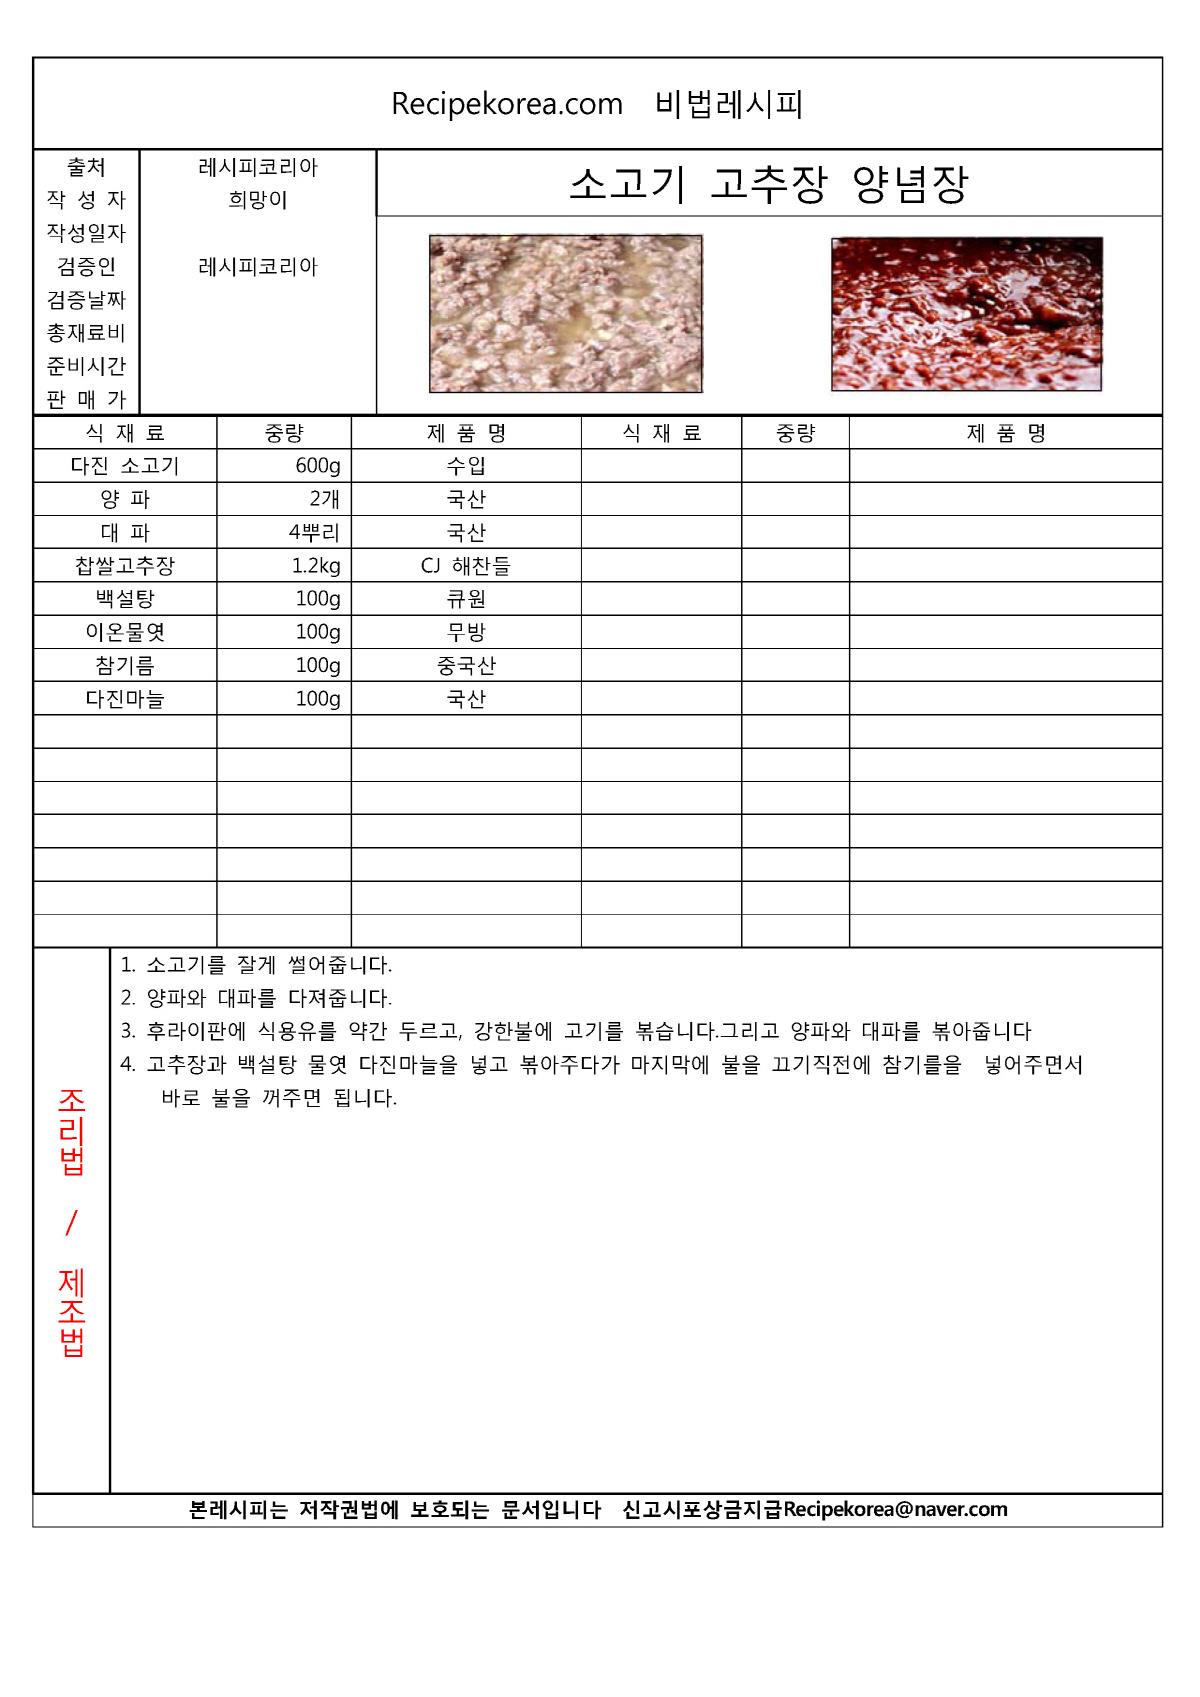 Recipekorea.com 비법레시피
출처 레시피코리아
소고기 고추장 양념장
작 성 자 희망이
작성일자
검증인 레시피코리아
검증날짜
총재료비
준비시간
판 매 가
식 재 료 중량 제 품 명 식 재 료 중량 제 품 명
다진 소고기 600g 수입
양 파 2개 국산
대 파 4뿌리 국산
찹쌀고추장 1.2kg CJ 해찬들
백설탕 100g 큐원
이온물엿 100g 무방
참기름 100g 중국산
다진마늘 100g 국산
조리법 / 제조법
1. 소고기를 잘게 썰어줍니다.
2. 양파와 대파를 다져줍니다.
3. 후라이판에 식용유를 약간 두르고, 강한불에 고기를 볶습니다.그리고 양파와 대파를 볶아줍니다
4. 고추장과 백설탕 물엿 다진마늘을 넣고 볶아주다가 마지막에 불을 끄기직전에 참기를을 넣어주면서
바로 불을 꺼주면 됩니다.
본레시피는 저작권법에 보호되는 문서입니다 신고시포상금지급Recipekorea@naver.com